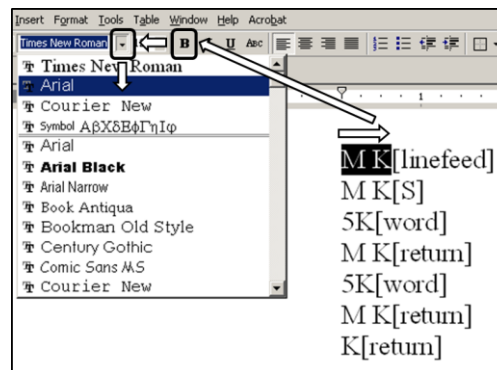 Insert Format Tools Table Window Help Acrobat
Times New Roman B U ABC
Times New Roman
Arial
Courier New
Symbol ΑβΧδΕϕΓηΙφ
Arial
Arial Black
Arial Narrow
Book Antiqua
Bookman Old Style
Century Gothic
Comic Sans MS
Courier New
1
M K[linefeed]
M K[S]
5K[word]
M K[return]
5K[word]
M K[return]
K[return]